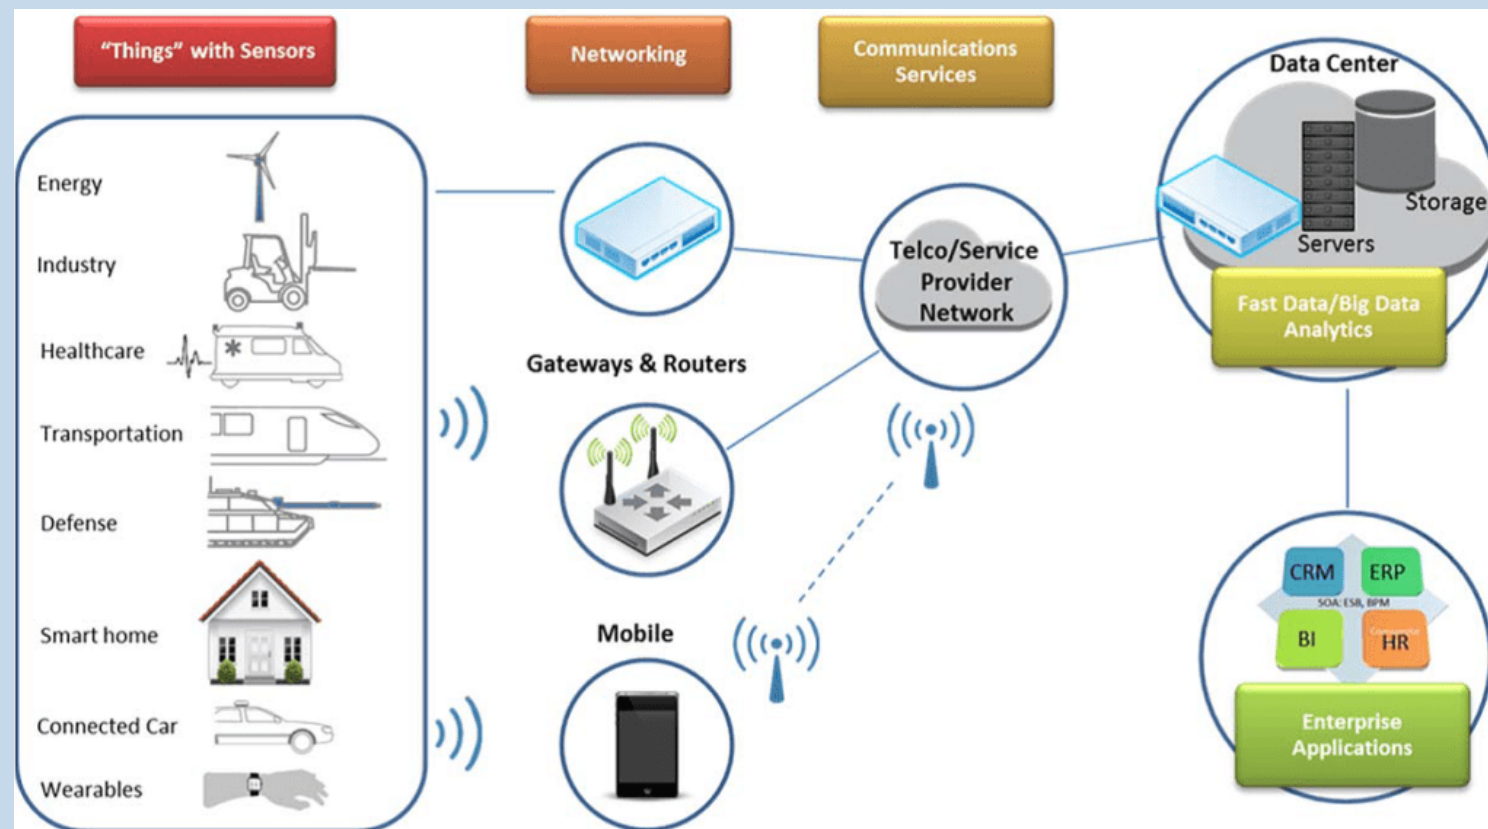 “Things” with Sensors
Networking
Communications
Services
Data Center
Energy
Industry
Healthcare
Transportation
Defense
Smart home
Connected Car
Wearables
Gateways & Routers
Mobile
Telco/Service
Provider
Network
Storage
Servers
Fast Data/Big Data
Analytics
CRM
ERP
SOA: ESB, BPM
BI
HR
Enterprise
Applications